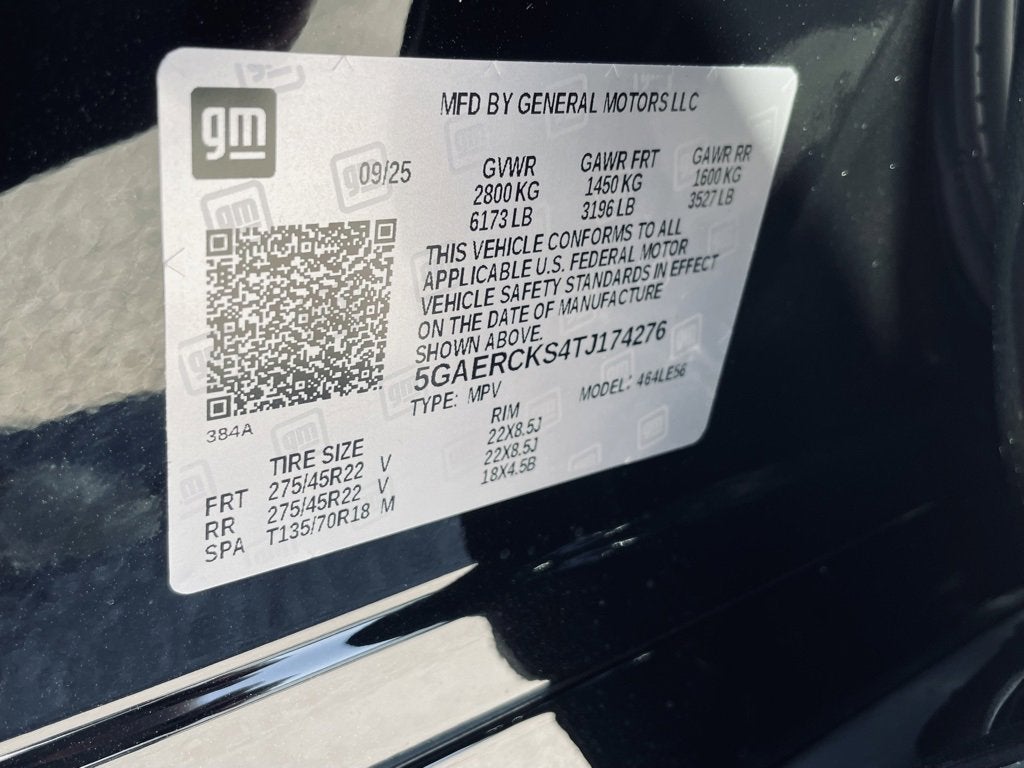 gm
MFD BY GENERAL MOTORS LLC
09/25
GVWR GAWR FRT GAWR RR
2800 KG 1450 KG 1600 KG
6173 LB 3196 LB 3527 LB
THIS VEHICLE CONFORMS TO ALL
APPLICABLE U.S. FEDERAL MOTOR
VEHICLE SAFETY STANDARDS IN EFFECT
ON THE DATE OF MANUFACTURE
SHOWN ABOVE.
5GAERCKS4TJ174276
TYPE: MPV MODEL: 464LE56
384A
TIRE SIZE RIM
FRT 275/45R22 V 22X8.5J
RR 275/45R22 V 22X8.5J
SPA T135/70R18 M 18X4.5B